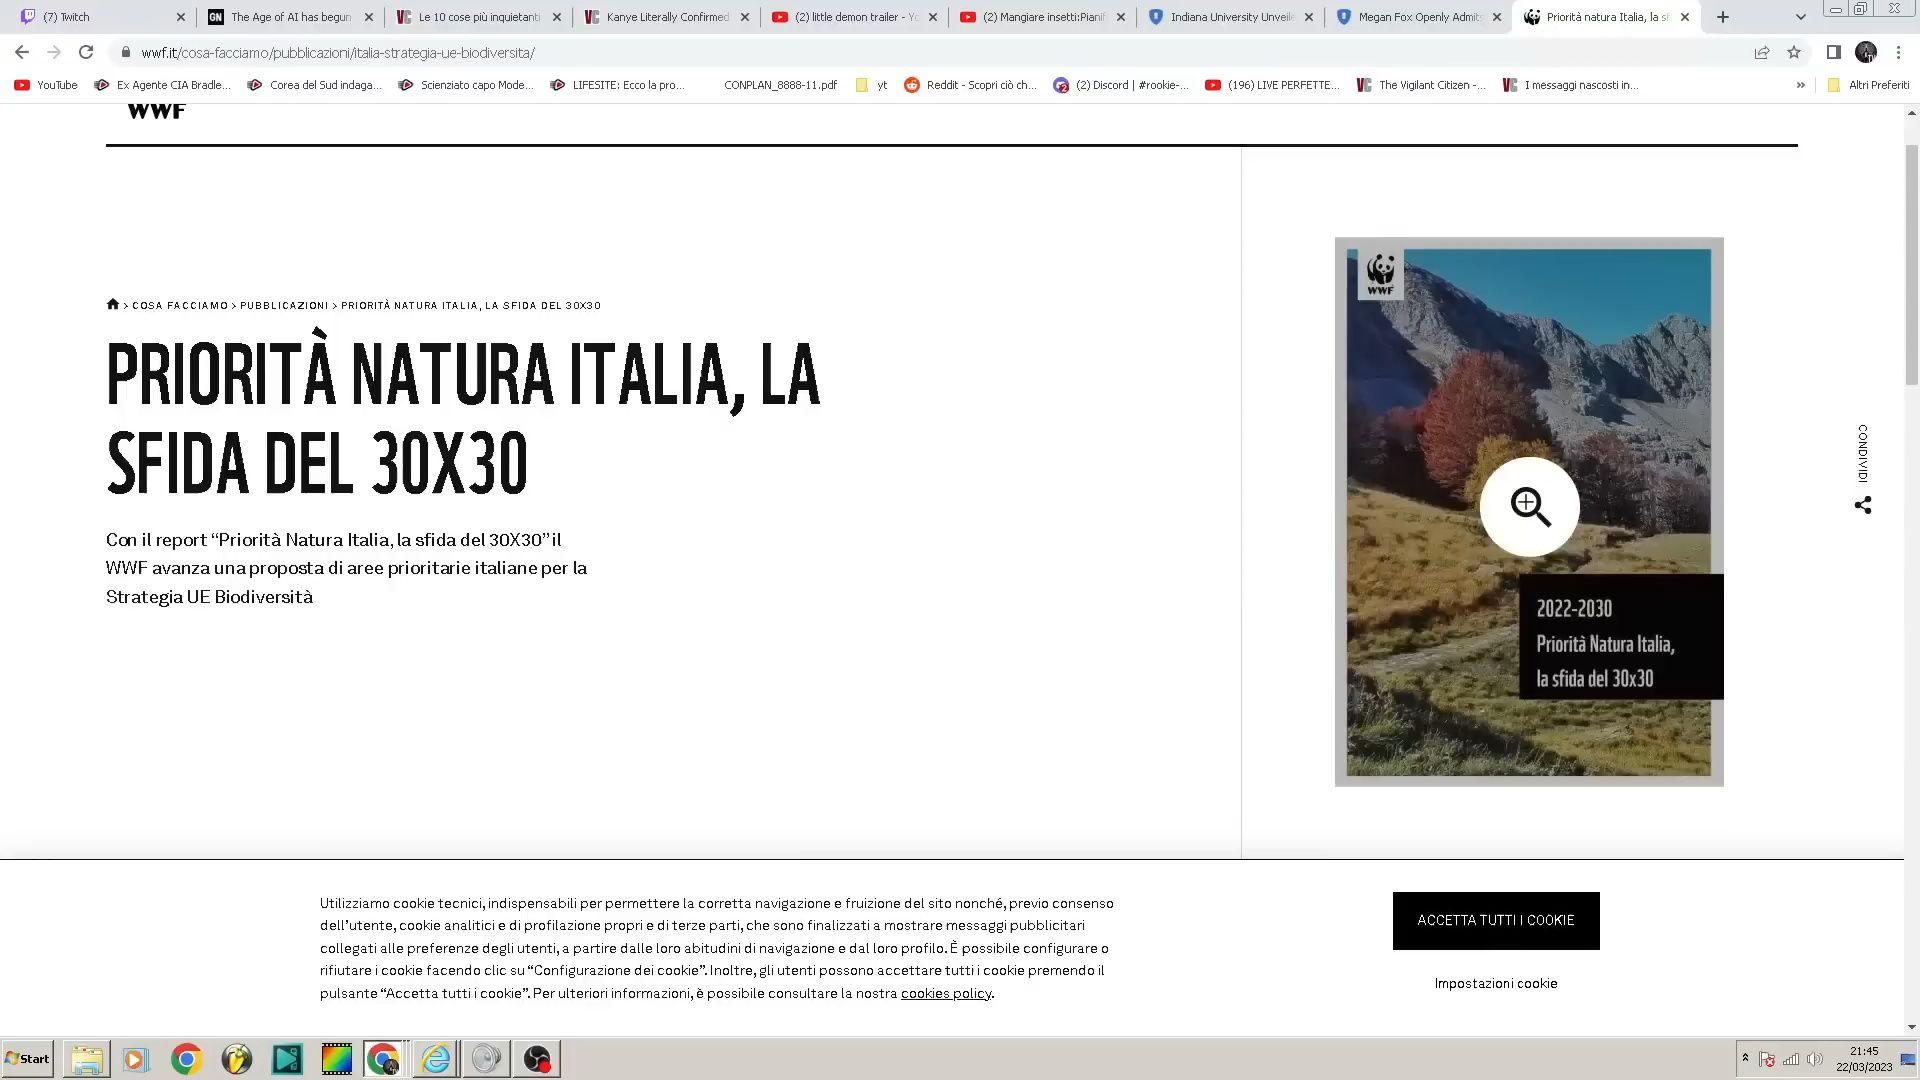 (7) Twitch
The Age of AI has begun
Le 10 cose più inquietanti
Kanye Literally Confirmed
(2) little demon trailer - Yo
(2) Mangiare insetti:Pianif
Indiana University Unveile
Megan Fox Openly Admits
Priorità natura Italia, la sf
wwf.it/cosa-facciamo/pubblicazioni/italia-strategia-ue-biodiversita/
YouTube
Ex Agente CIA Bradle...
Corea del Sud indaga...
Scienziato capo Mode...
LIFESITE: Ecco la pro...
CONPLAN_8888-11.pdf
yt
Reddit - Scopri ciò ch...
(2) Discord | #rookie-...
(196) LIVE PERFETTE...
The Vigilant Citizen -...
I messaggi nascosti in...
»
Altri Preferiti
WWF
COSA FACCIAMO > PUBBLICAZIONI > PRIORITÀ NATURA ITALIA, LA SFIDA DEL 30X30
PRIORITÀ NATURA ITALIA, LA
SFIDA DEL 30X30
Con il report “Priorità Natura Italia, la sfida del 30X30” il
WWF avanza una proposta di aree prioritarie italiane per la
Strategia UE Biodiversità
WWF
2022-2030
Priorità Natura Italia,
la sfida del 30x30
CONDIVIDI
Utilizziamo cookie tecnici, indispensabili per permettere la corretta navigazione e fruizione del sito nonché, previo consenso
dell’utente, cookie analitici e di profilazione propri e di terze parti, che sono finalizzati a mostrare messaggi pubblicitari
collegati alle preferenze degli utenti, a partire dalle loro abitudini di navigazione e dal loro profilo. È possibile configurare o
rifiutare i cookie facendo clic su “Configurazione dei cookie”. Inoltre, gli utenti possono accettare tutti i cookie premendo il
pulsante “Accetta tutti i cookie”. Per ulteriori informazioni, è possibile consultare la nostra cookies policy.
ACCETTA TUTTI I COOKIE
Impostazioni cookie
Start
21:45
22/03/2023